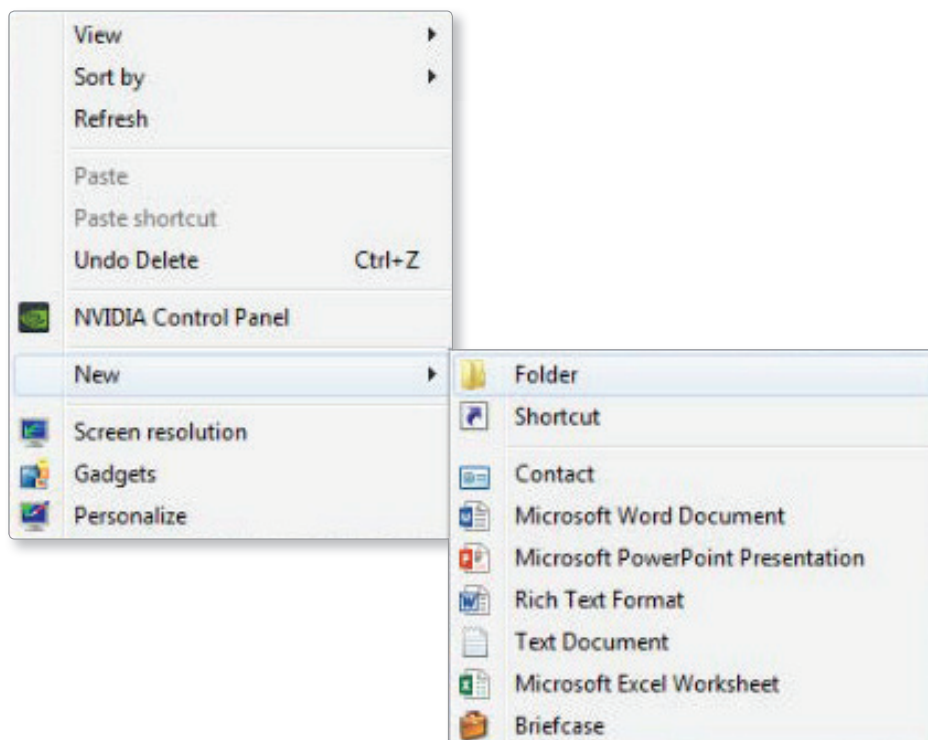 View
Sort by
Refresh
Paste
Paste shortcut
Undo Delete Ctrl+Z
NVIDIA Control Panel
New
Screen resolution
Gadgets
Personalize
Folder
Shortcut
Contact
Microsoft Word Document
Microsoft PowerPoint Presentation
Rich Text Format
Text Document
Microsoft Excel Worksheet
Briefcase